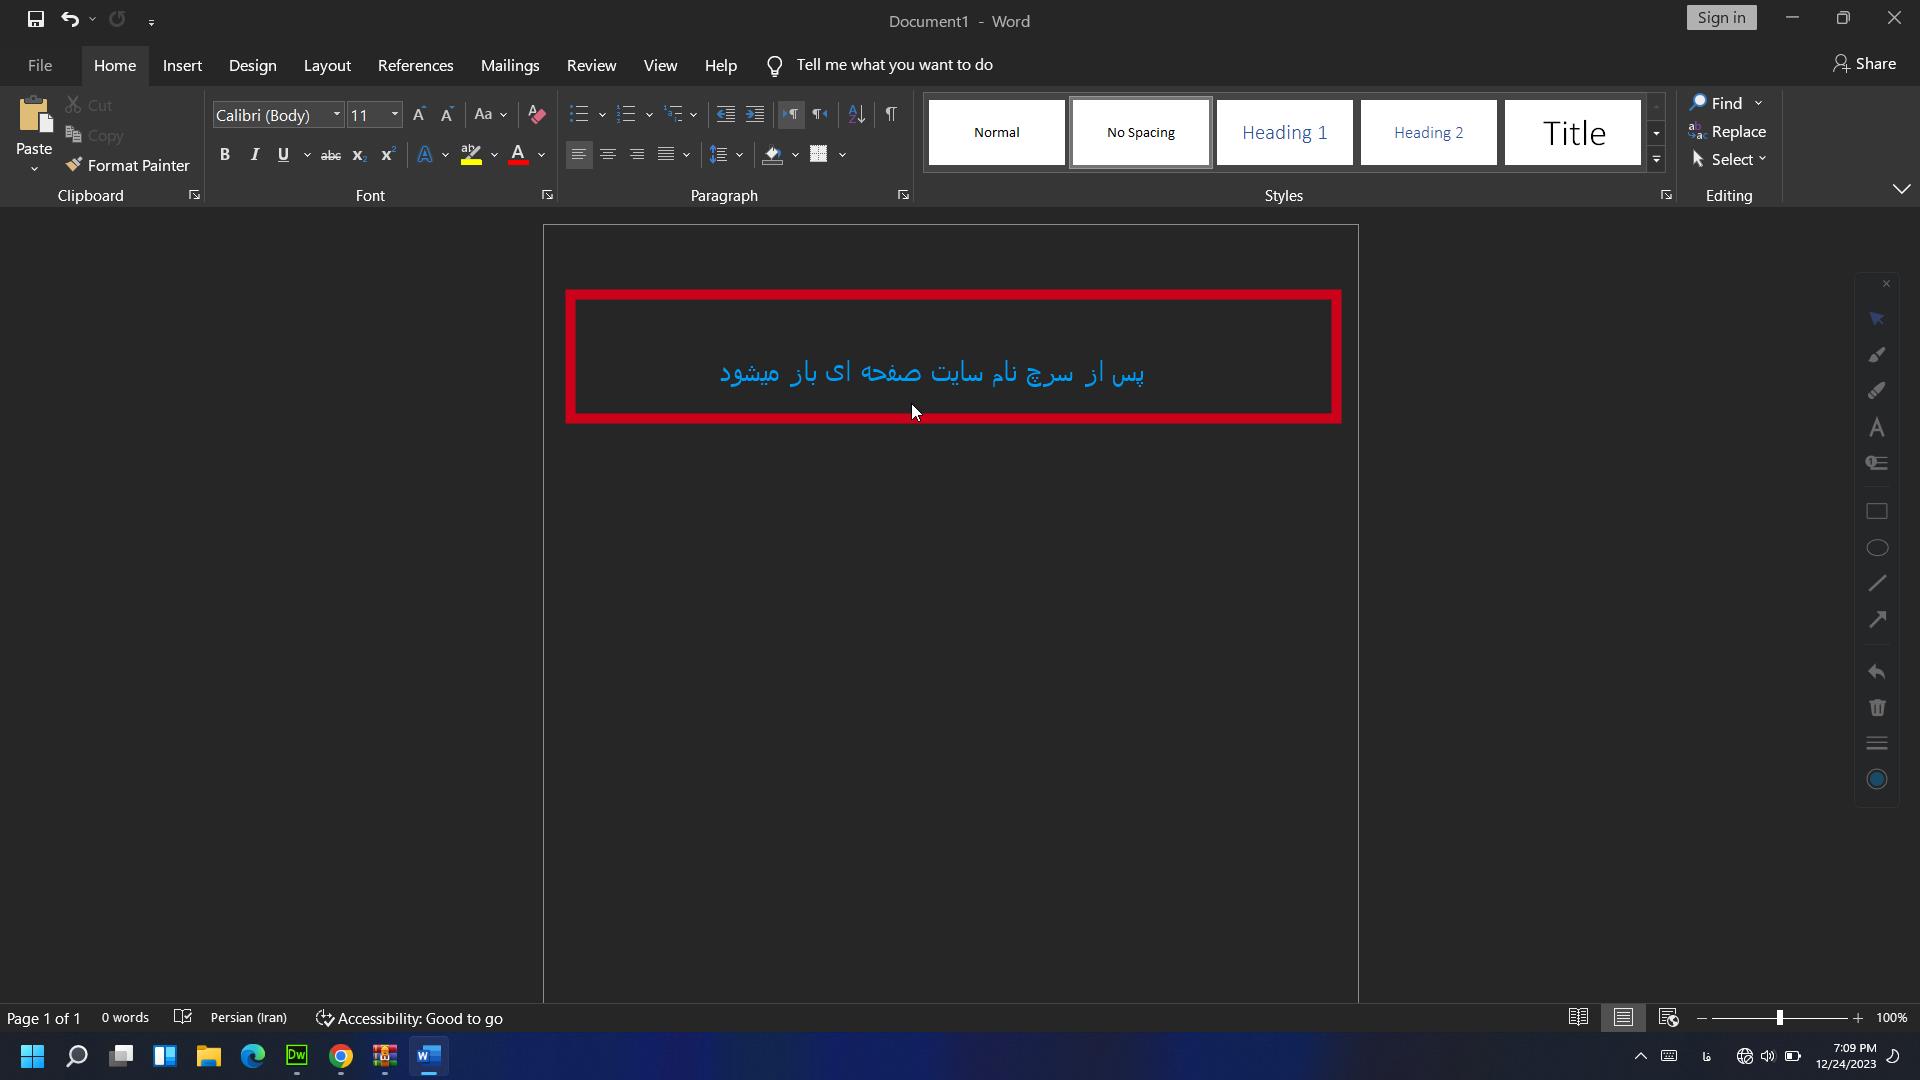 Document1 - Word
Sign in
File Home Insert Design Layout References Mailings Review View Help Tell me what you want to do
Share
Paste
Cut
Copy
Format Painter
Clipboard
Calibri (Body) 11
Font
Paragraph
Normal
No Spacing
Heading 1
Heading 2
Title
Styles
Find
Replace
Select
Editing
پس از سرچ نام سایت صفحه ای باز میشود
Page 1 of 1 0 words Persian (Iran) Accessibility: Good to go
100%
فا
7:09 PM
12/24/2023